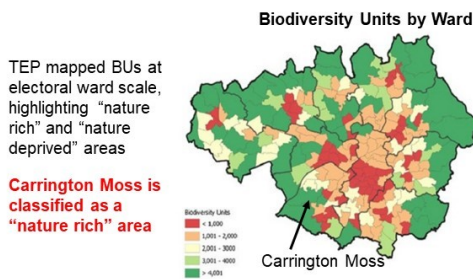 Biodiversity Units by Ward
TEP mapped BUs at
electoral ward scale,
highlighting “nature
rich” and “nature
deprived” areas
Carrington Moss is
classified as a
“nature rich” area
Biodiversity Units
< 1,000
1,001 - 2,000
2,001 - 3000
3,001 - 4000
> 4,001
Carrington Moss